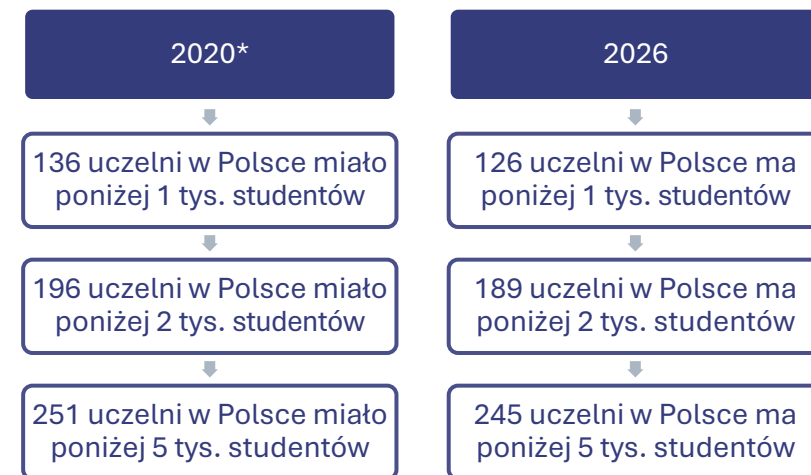 2020*
136 uczelni w Polsce miało
poniżej 1 tys. studentów
196 uczelni w Polsce miało
poniżej 2 tys. studentów
251 uczelni w Polsce miało
poniżej 5 tys. studentów
2026
126 uczelni w Polsce ma
poniżej 1 tys. studentów
189 uczelni w Polsce ma
poniżej 2 tys. studentów
245 uczelni w Polsce ma
poniżej 5 tys. studentów